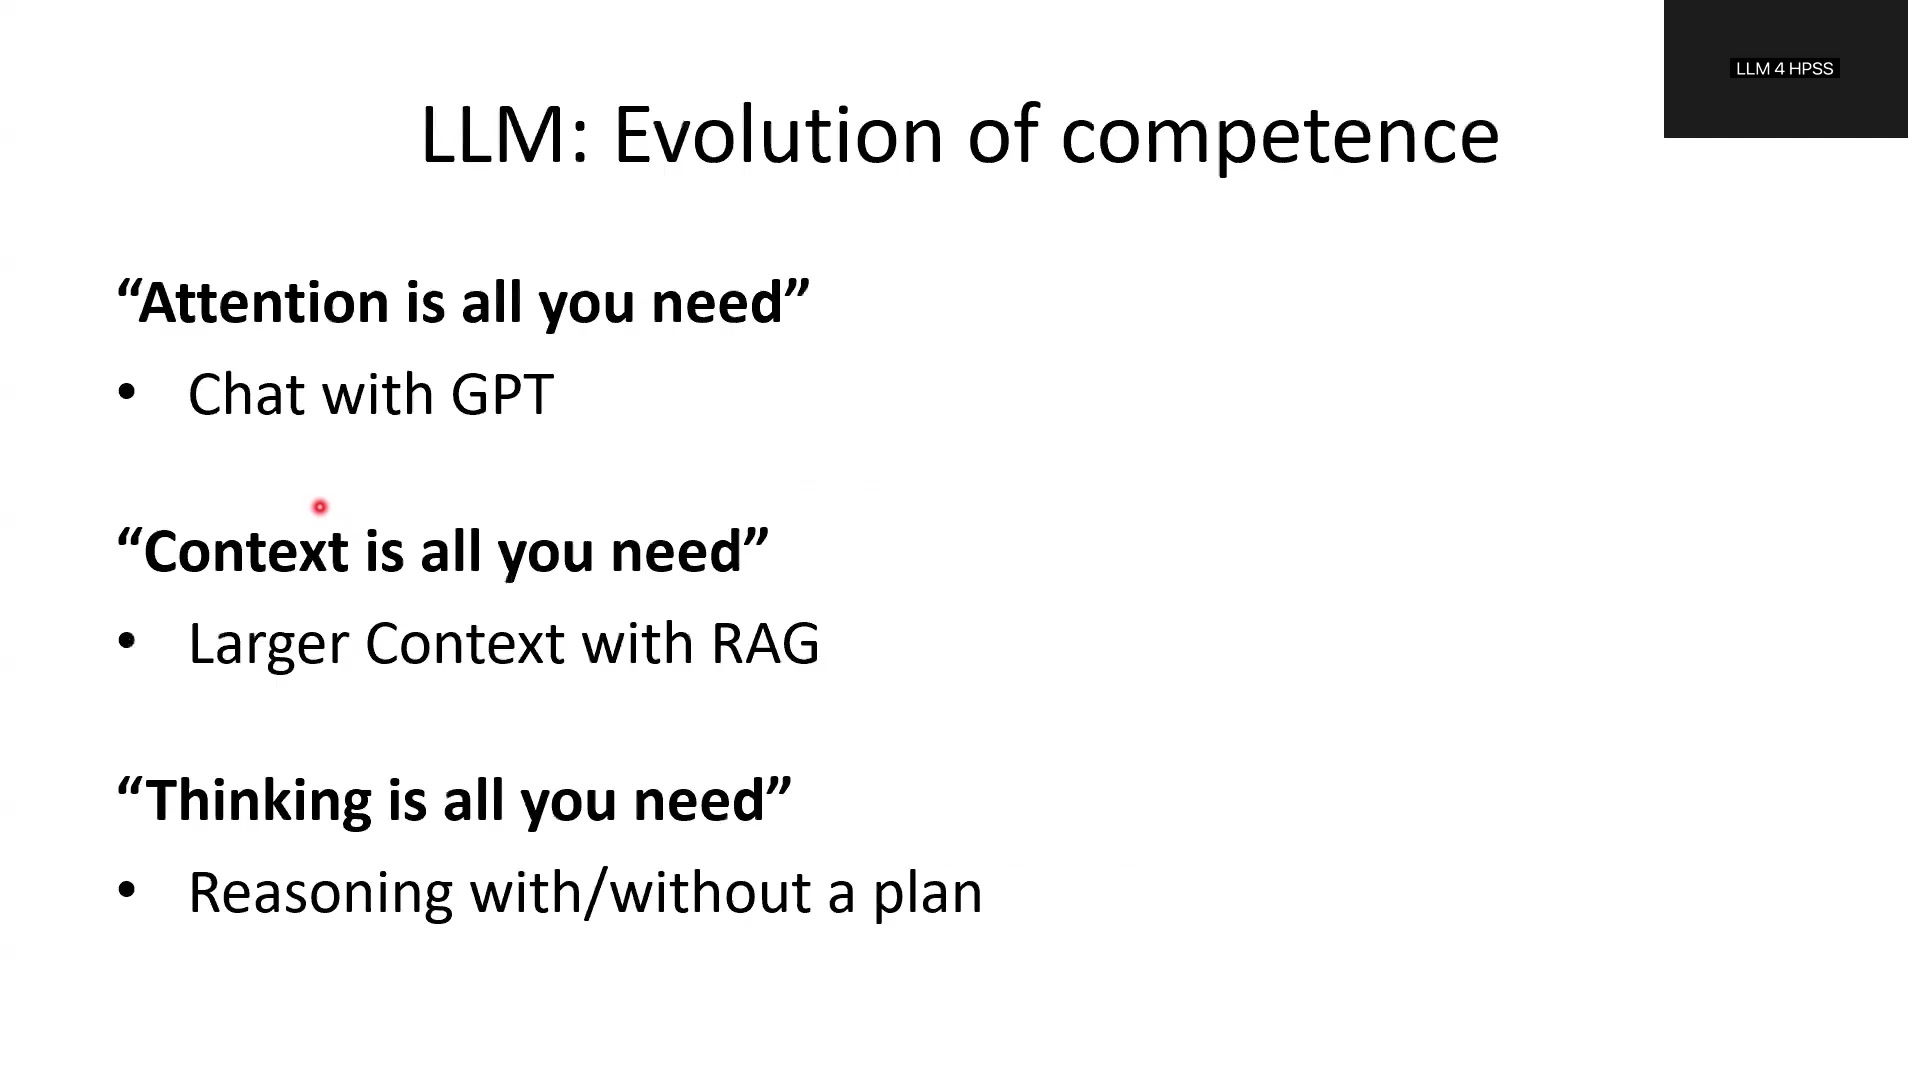 LLM 4 HPSS
LLM: Evolution of competence
“Attention is all you need”
• Chat with GPT
“Context is all you need”
• Larger Context with RAG
“Thinking is all you need”
• Reasoning with/without a plan